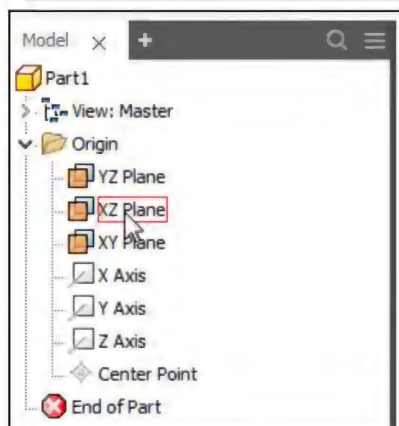 Model × +
Part1
View: Master
Origin
YZ Plane
XZ Plane
XY Plane
X Axis
Y Axis
Z Axis
Center Point
End of Part